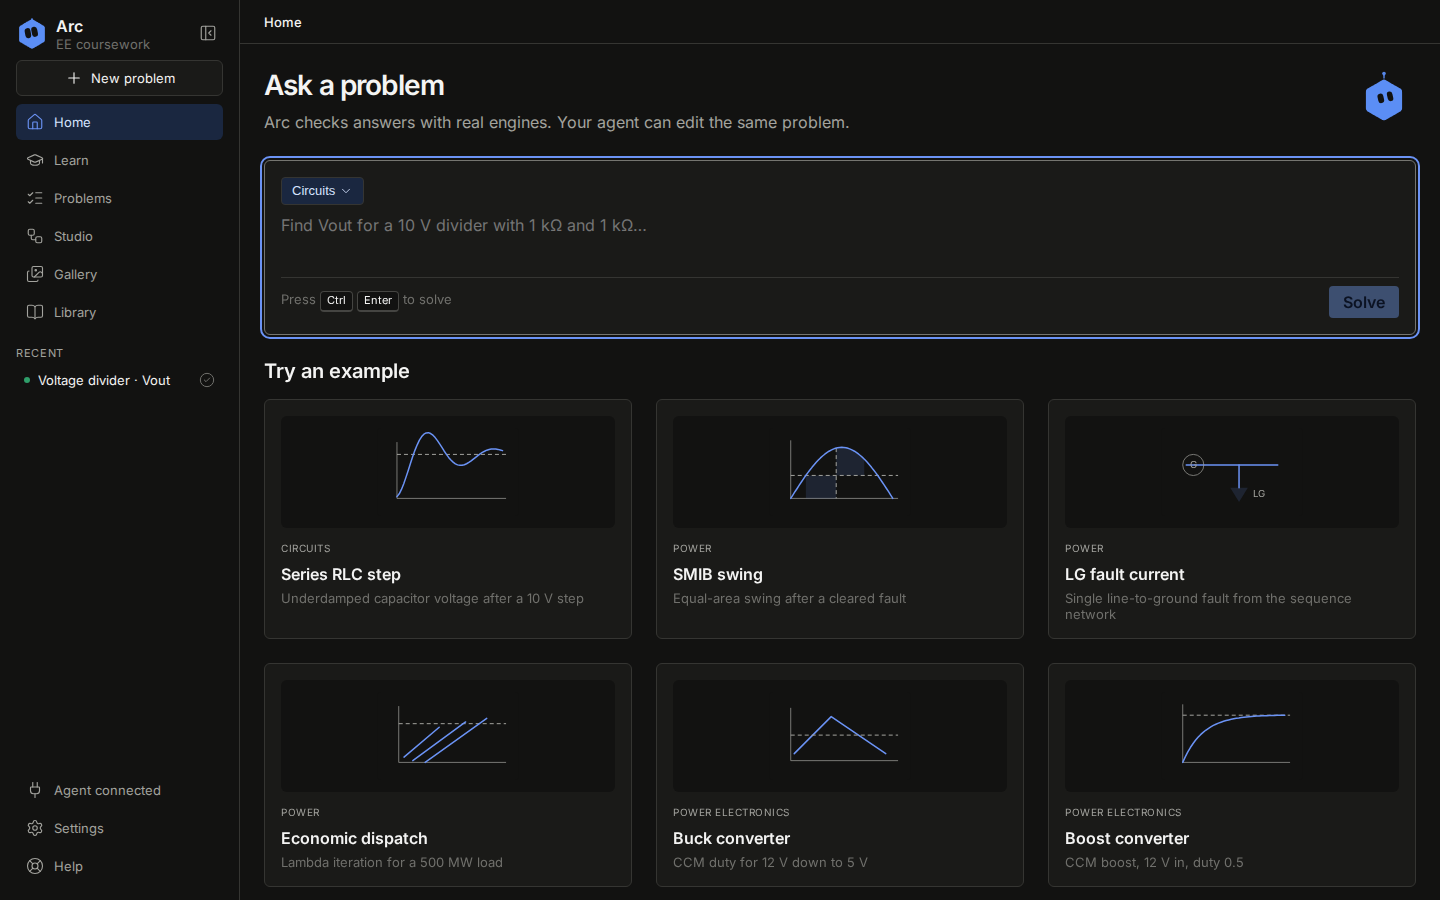 Arc
EE coursework
New problem
Home
Learn
Problems
Studio
Gallery
Library
RECENT
Voltage divider · Vout
Agent connected
Settings
Help
Home
Ask a problem
Arc checks answers with real engines. Your agent can edit the same problem.
Circuits
Find Vout for a 10 V divider with 1 kΩ and 1 kΩ...
Press Ctrl Enter to solve
Solve
Try an example
CIRCUITS
Series RLC step
Underdamped capacitor voltage after a 10 V step
POWER
SMIB swing
Equal-area swing after a cleared fault
G
LG
POWER
LG fault current
Single line-to-ground fault from the sequence
network
POWER
Economic dispatch
Lambda iteration for a 500 MW load
POWER ELECTRONICS
Buck converter
CCM duty for 12 V down to 5 V
POWER ELECTRONICS
Boost converter
CCM boost, 12 V in, duty 0.5